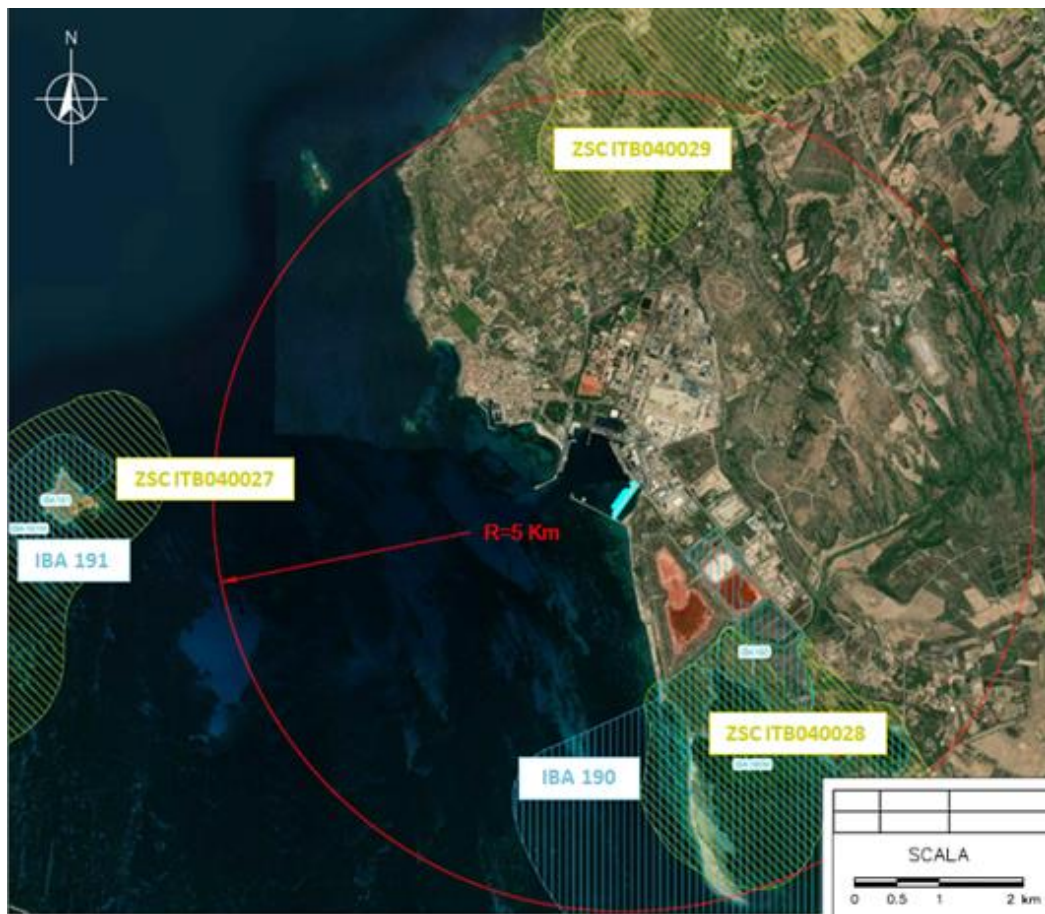 N
ZSC ITB040029
ZSC ITB040027
R=5 Km
IBA 191
ZSC ITB040028
IBA 190
SCALA
0 0.5 1 2 km